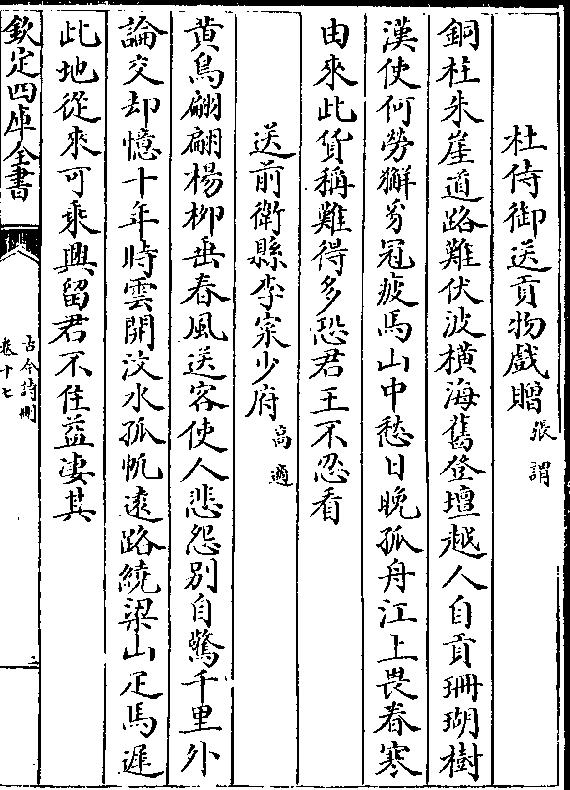 杜侍御送貢物戲贈 張謂
銅柱朱崖道路難伏波横海舊登壇越人自貢珊瑚樹
漢使何勞獬豸冠疲馬山中愁日晚孤舟江上畏春寒
由來此貨稱難得多恐君王不忍看
送前衛縣李寀少府 高適
黄鳥翩翩楊柳垂春風送客使人悲怨别自驚千里外
論交却憶十年時雲開汶水孤帆遠路繞梁山疋馬遲
此地從來可乘興留君不住益凄其
欽定四庫全書
古今詩刪
卷十七
二